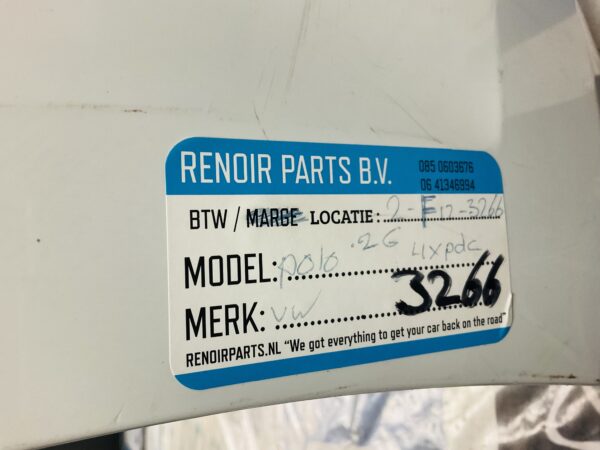 RENOIR PARTS B.V.
085 0603676
06 41346994
BTW / MARGE LOCATIE: 2-F12-3266
MODEL: polo .2G 4xpdc
MERK: VW 3266
RENOIRPARTS.NL "We got everything to get your car back on the road"